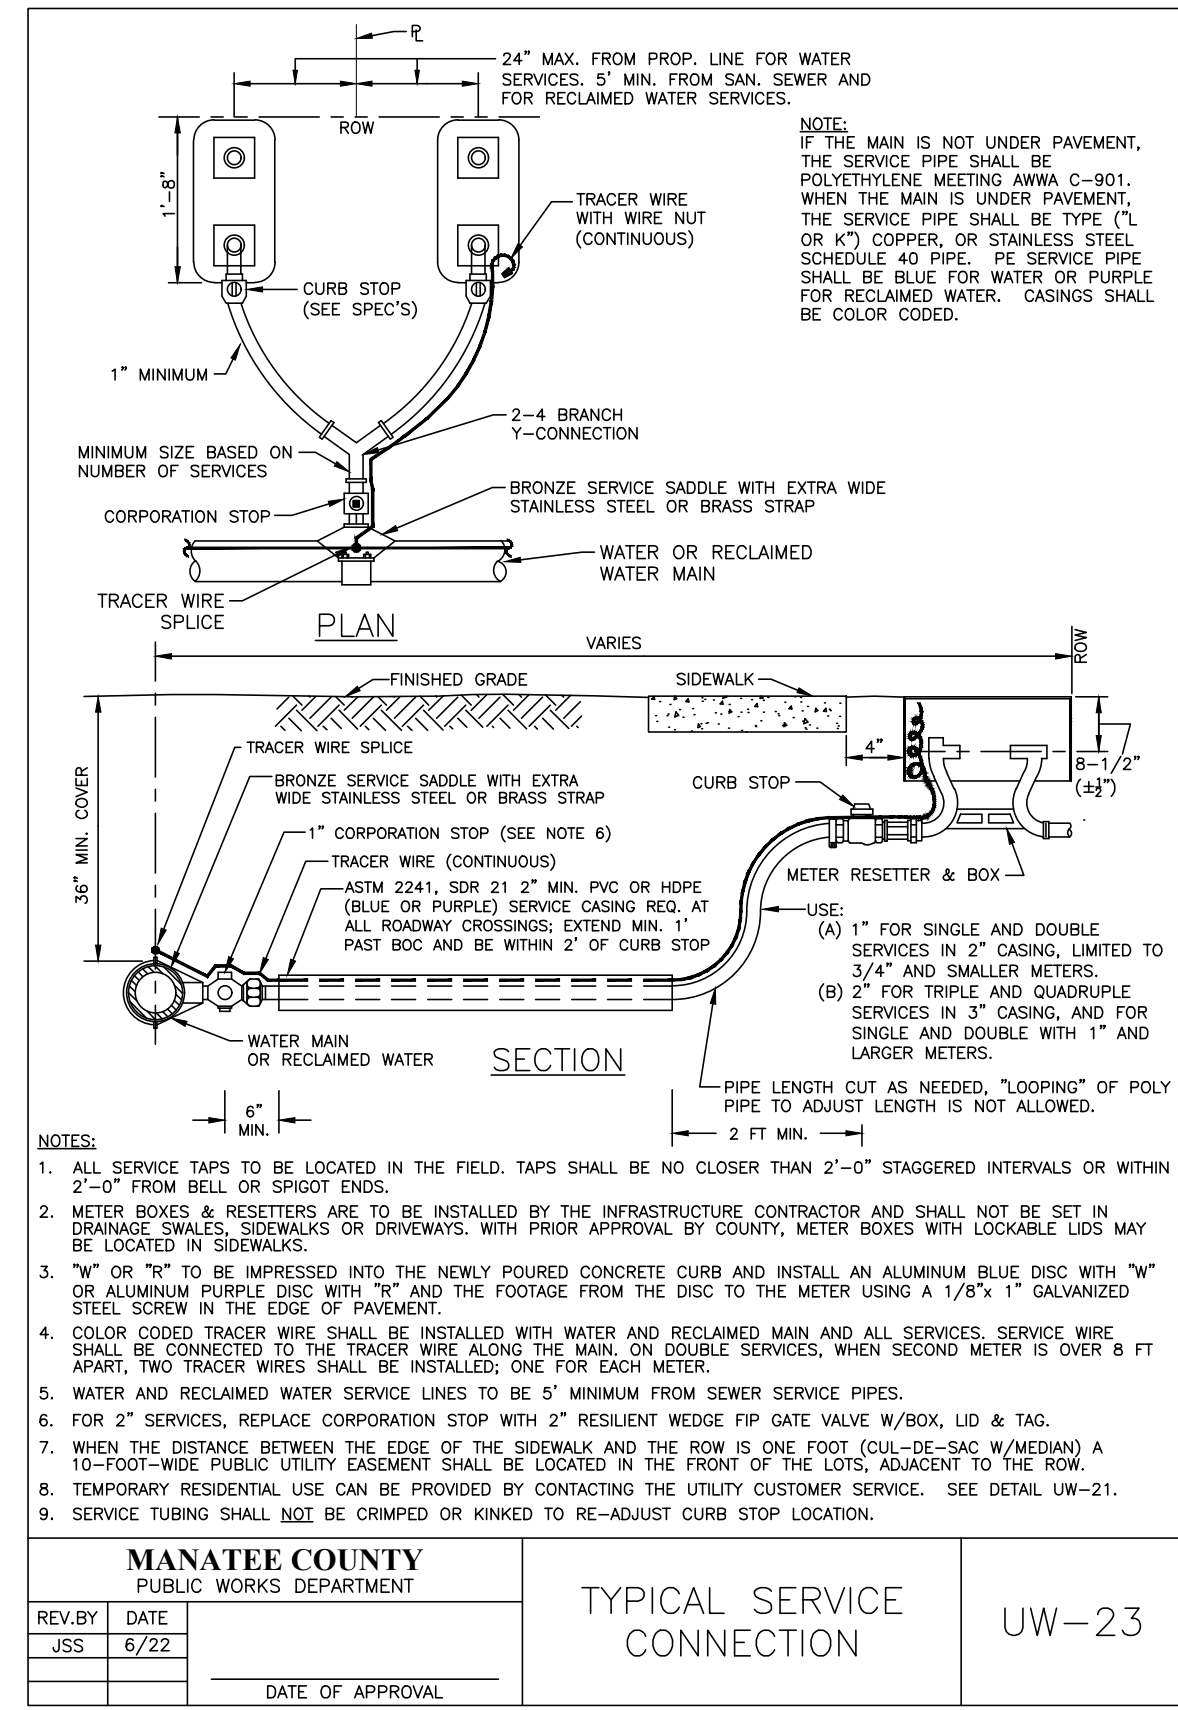 ℄
24" MAX. FROM PROP. LINE FOR WATER
SERVICES. 5' MIN. FROM SAN. SEWER AND
FOR RECLAIMED WATER SERVICES.
ROW
NOTE:
IF THE MAIN IS NOT UNDER PAVEMENT,
THE SERVICE PIPE SHALL BE
POLYETHYLENE MEETING AWWA C-901.
WHEN THE MAIN IS UNDER PAVEMENT,
THE SERVICE PIPE SHALL BE TYPE ("L
OR K") COPPER, OR STAINLESS STEEL
SCHEDULE 40 PIPE. PE SERVICE PIPE
SHALL BE BLUE FOR WATER OR PURPLE
FOR RECLAIMED WATER. CASINGS SHALL
BE COLOR CODED.
1'-8"
TRACER WIRE
WITH WIRE NUT
(CONTINUOUS)
CURB STOP
(SEE SPEC'S)
1" MINIMUM
2-4 BRANCH
Y-CONNECTION
MINIMUM SIZE BASED ON
NUMBER OF SERVICES
BRONZE SERVICE SADDLE WITH EXTRA WIDE
STAINLESS STEEL OR BRASS STRAP
CORPORATION STOP
WATER OR RECLAIMED
WATER MAIN
TRACER WIRE
SPLICE
PLAN
VARIES
ROW
FINISHED GRADE
SIDEWALK
TRACER WIRE SPLICE
4"
8-1/2"
(±½")
36" MIN. COVER
BRONZE SERVICE SADDLE WITH EXTRA
WIDE STAINLESS STEEL OR BRASS STRAP
CURB STOP
1" CORPORATION STOP (SEE NOTE 6)
TRACER WIRE (CONTINUOUS)
METER RESETTER & BOX
ASTM 2241, SDR 21 2" MIN. PVC OR HDPE
(BLUE OR PURPLE) SERVICE CASING REQ. AT
ALL ROADWAY CROSSINGS; EXTEND MIN. 1'
PAST BOC AND BE WITHIN 2' OF CURB STOP
USE:
(A) 1" FOR SINGLE AND DOUBLE
SERVICES IN 2" CASING, LIMITED TO
3/4" AND SMALLER METERS.
(B) 2" FOR TRIPLE AND QUADRUPLE
SERVICES IN 3" CASING, AND FOR
SINGLE AND DOUBLE WITH 1" AND
LARGER METERS.
WATER MAIN
OR RECLAIMED WATER
SECTION
PIPE LENGTH CUT AS NEEDED, "LOOPING" OF POLY
PIPE TO ADJUST LENGTH IS NOT ALLOWED.
6"
MIN.
2 FT MIN.
NOTES:
1. ALL SERVICE TAPS TO BE LOCATED IN THE FIELD. TAPS SHALL BE NO CLOSER THAN 2'-0" STAGGERED INTERVALS OR WITHIN
2'-0" FROM BELL OR SPIGOT ENDS.
2. METER BOXES & RESETTERS ARE TO BE INSTALLED BY THE INFRASTRUCTURE CONTRACTOR AND SHALL NOT BE SET IN
DRAINAGE SWALES, SIDEWALKS OR DRIVEWAYS. WITH PRIOR APPROVAL BY COUNTY, METER BOXES WITH LOCKABLE LIDS MAY
BE LOCATED IN SIDEWALKS.
3. "W" OR "R" TO BE IMPRESSED INTO THE NEWLY POURED CONCRETE CURB AND INSTALL AN ALUMINUM BLUE DISC WITH "W"
OR ALUMINUM PURPLE DISC WITH "R" AND THE FOOTAGE FROM THE DISC TO THE METER USING A 1/8"x 1" GALVANIZED
STEEL SCREW IN THE EDGE OF PAVEMENT.
4. COLOR CODED TRACER WIRE SHALL BE INSTALLED WITH WATER AND RECLAIMED MAIN AND ALL SERVICES. SERVICE WIRE
SHALL BE CONNECTED TO THE TRACER WIRE ALONG THE MAIN. ON DOUBLE SERVICES, WHEN SECOND METER IS OVER 8 FT
APART, TWO TRACER WIRES SHALL BE INSTALLED; ONE FOR EACH METER.
5. WATER AND RECLAIMED WATER SERVICE LINES TO BE 5' MINIMUM FROM SEWER SERVICE PIPES.
6. FOR 2" SERVICES, REPLACE CORPORATION STOP WITH 2" RESILIENT WEDGE FIP GATE VALVE W/BOX, LID & TAG.
7. WHEN THE DISTANCE BETWEEN THE EDGE OF THE SIDEWALK AND THE ROW IS ONE FOOT (CUL-DE-SAC W/MEDIAN) A
10-FOOT-WIDE PUBLIC UTILITY EASEMENT SHALL BE LOCATED IN THE FRONT OF THE LOTS, ADJACENT TO THE ROW.
8. TEMPORARY RESIDENTIAL USE CAN BE PROVIDED BY CONTACTING THE UTILITY CUSTOMER SERVICE. SEE DETAIL UW-21.
9. SERVICE TUBING SHALL NOT BE CRIMPED OR KINKED TO RE-ADJUST CURB STOP LOCATION.
MANATEE COUNTY
PUBLIC WORKS DEPARTMENT
REV.BY DATE
JSS 6/22
DATE OF APPROVAL
TYPICAL SERVICE
CONNECTION
UW-23